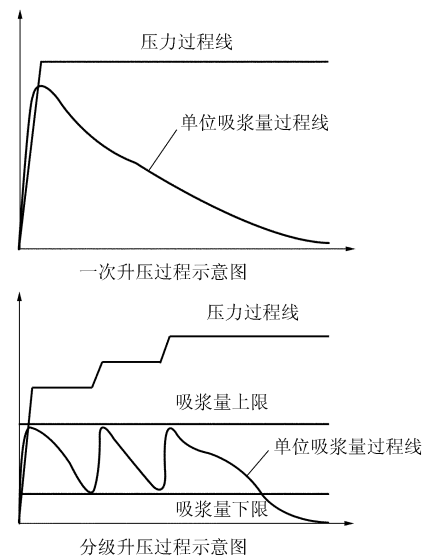 压力过程线
单位吸浆量过程线
一次升压过程示意图
压力过程线
吸浆量上限
单位吸浆量过程线
吸浆量下限
分级升压过程示意图